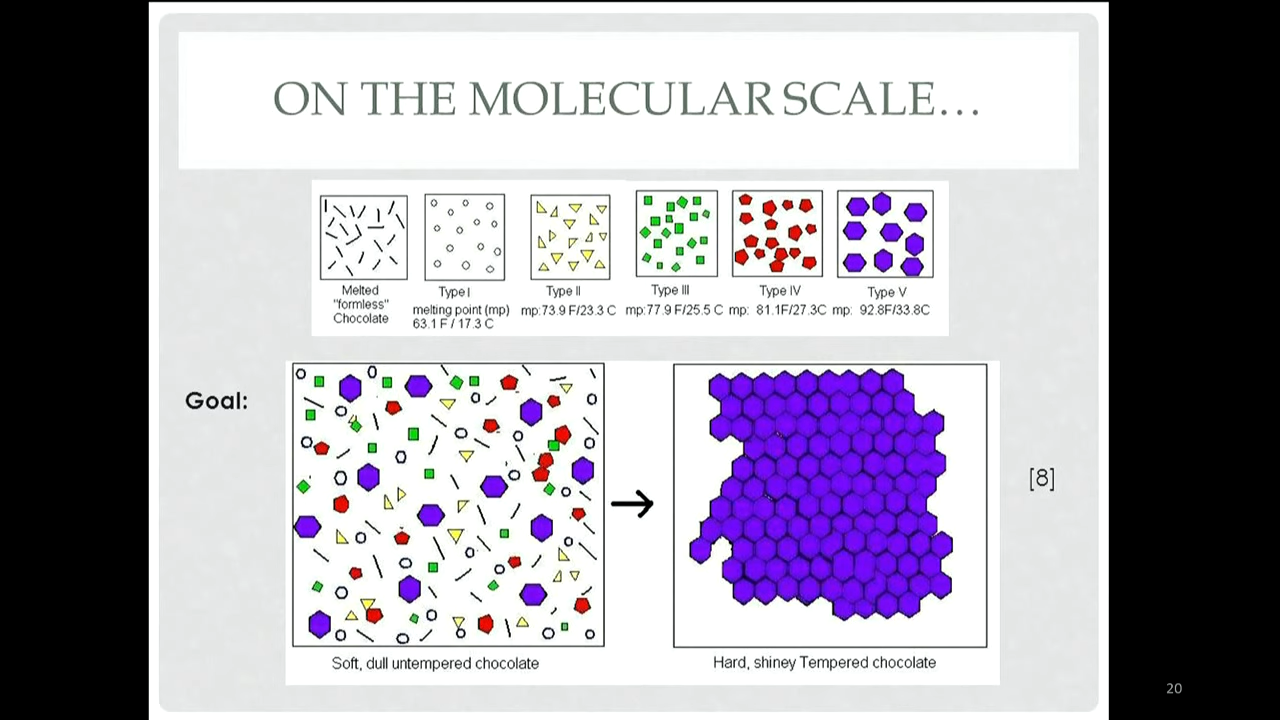 ON THE MOLECULAR SCALE...
Melted
"formless"
Chocolate
Type I
melting point (mp)
63.1 F / 17.3 C
Type II
mp:73.9 F/23.3 C
Type III
mp:77.9 F/25.5 C
Type IV
mp: 81.1F/27.3C
Type V
mp: 92.8F/33.8C
Goal:
[8]
Soft, dull untempered chocolate
Hard, shiney Tempered chocolate
20